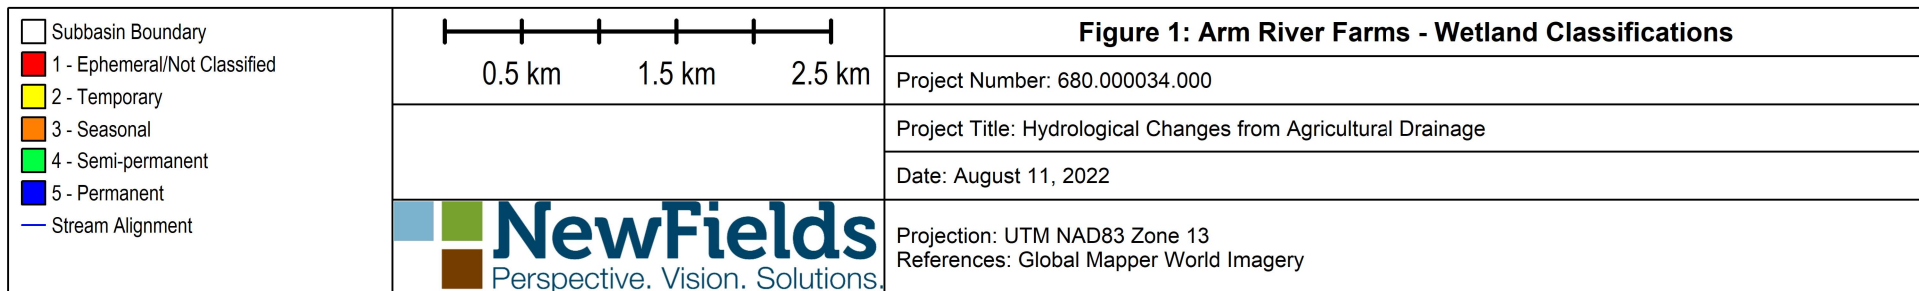 Subbasin Boundary
1 - Ephemeral/Not Classified
2 - Temporary
3 - Seasonal
4 - Semi-permanent
5 - Permanent
Stream Alignment
0.5 km 1.5 km 2.5 km
NewFields
Perspective. Vision. Solutions.
Figure 1: Arm River Farms - Wetland Classifications
Project Number: 680.000034.000
Project Title: Hydrological Changes from Agricultural Drainage
Date: August 11, 2022
Projection: UTM NAD83 Zone 13
References: Global Mapper World Imagery